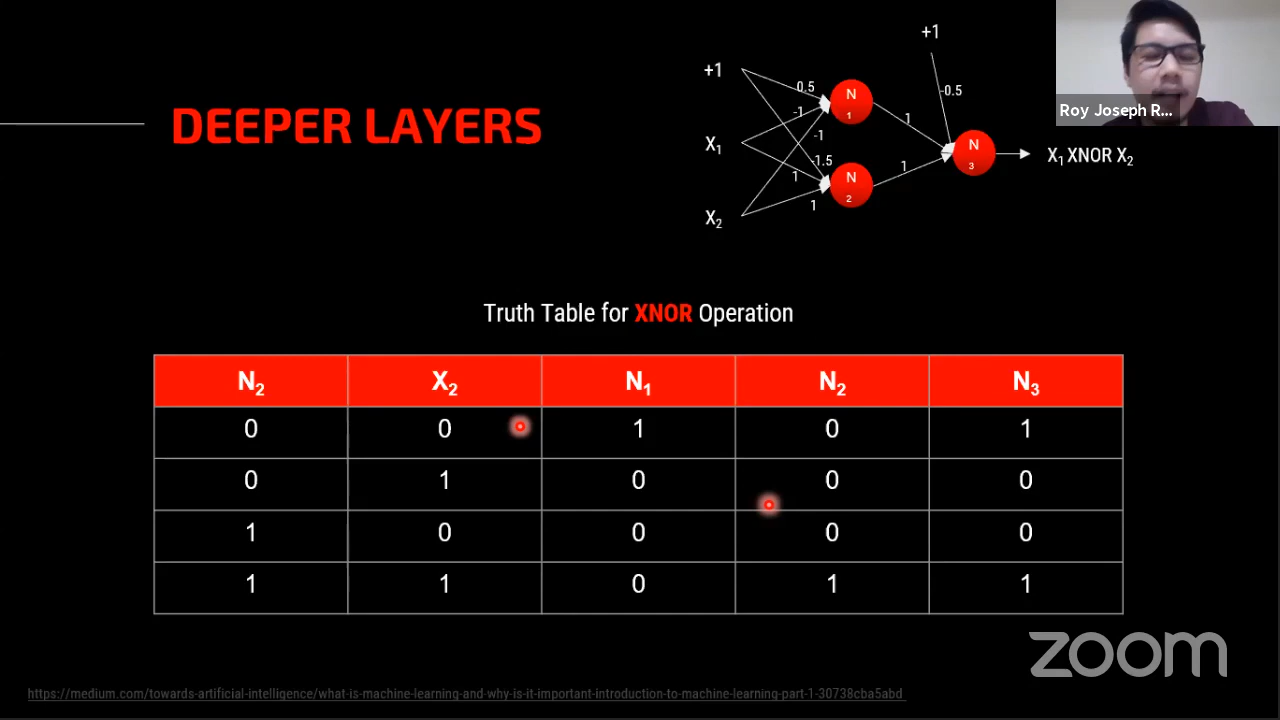 +1
+1
DEEPER LAYERS
0.5
-1
-1
-1.5
1
1
N
1
N
2
1
1
-0.5
N
3
X₁
X₂
X₁ XNOR X₂
Roy Joseph R...
Truth Table for XNOR Operation
N₂ X₂ N₁ N₂ N₃
0 0 1 0 1
0 1 0 0 0
1 0 0 0 0
1 1 0 1 1
zoom
https://medium.com/towards-artificial-intelligence/what-is-machine-learning-and-why-is-it-important-introduction-to-machine-learning-part-1-30738cba5abd